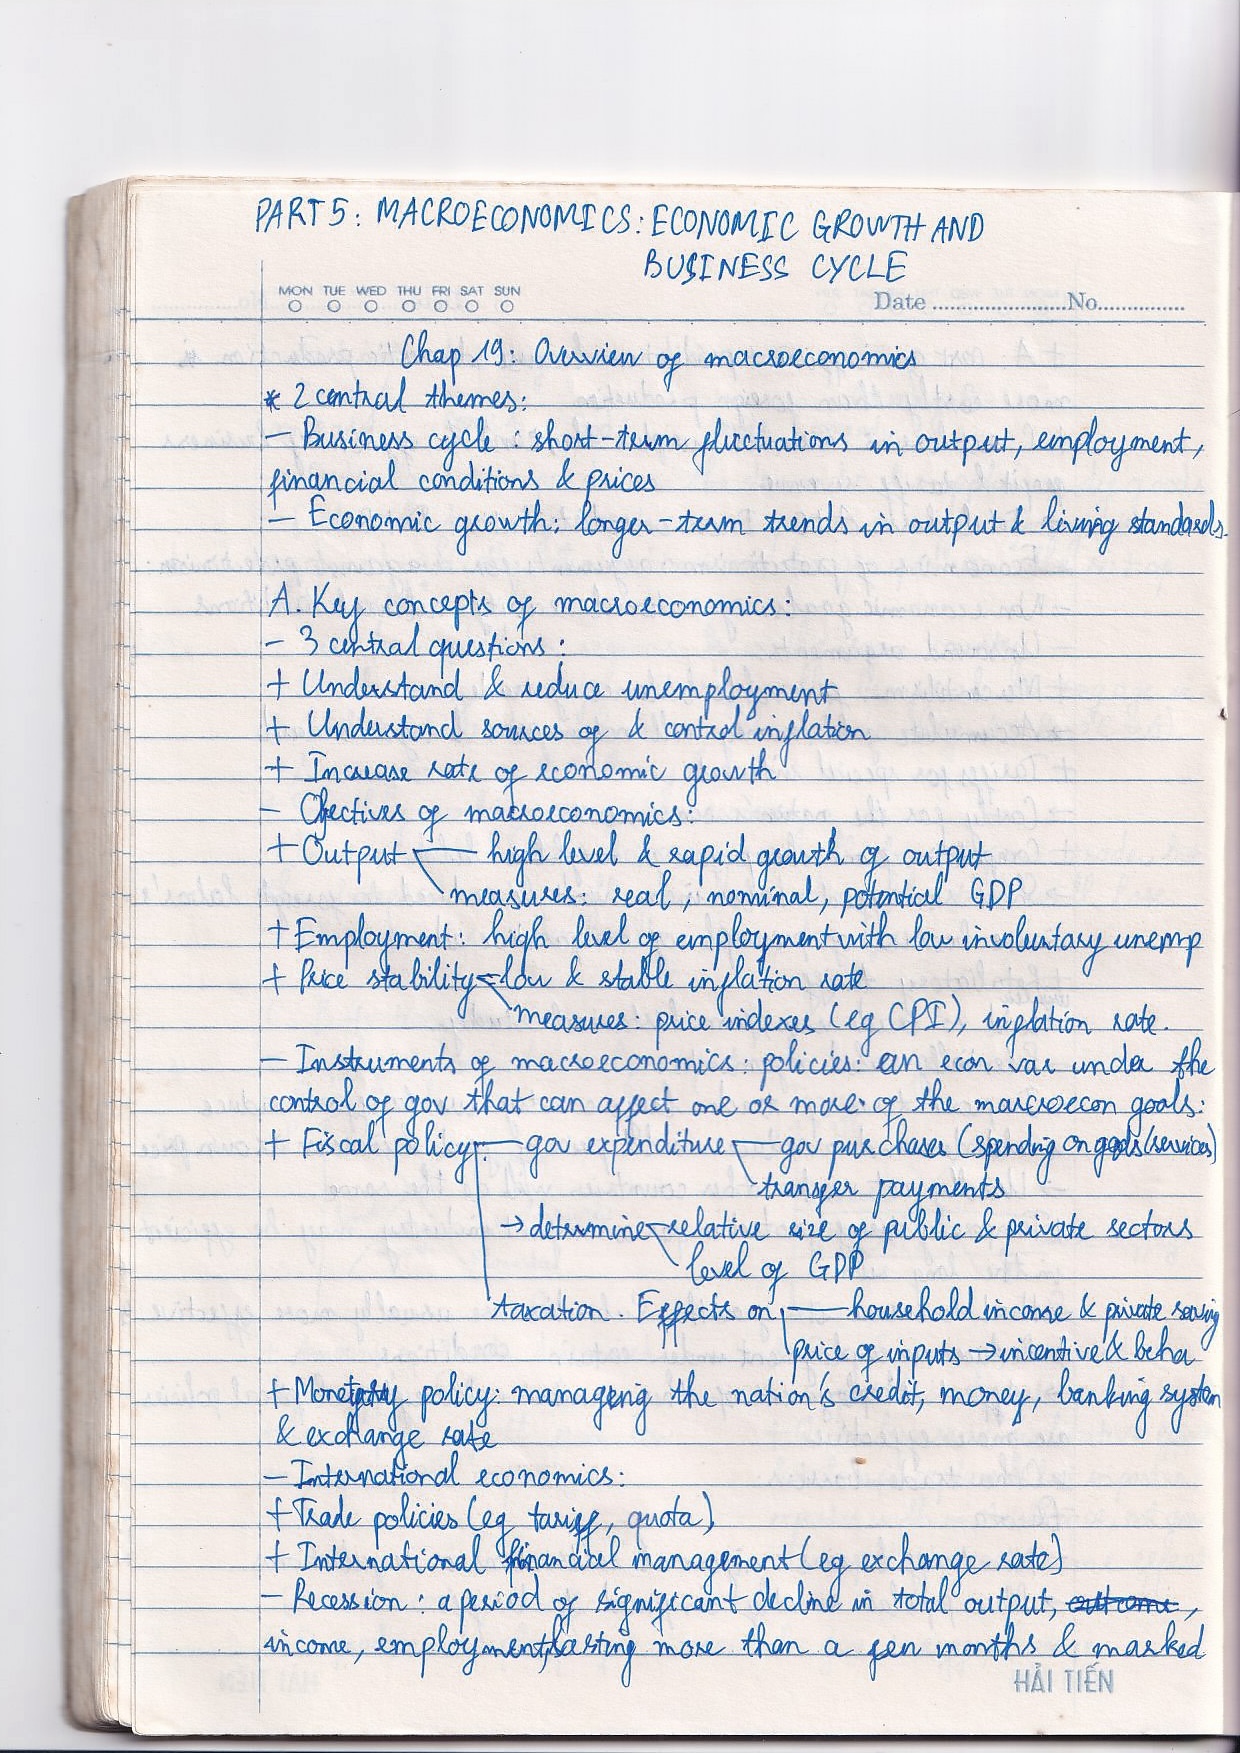 PART 5: MACROECONOMICS: ECONOMIC GROWTH AND
BUSINESS CYCLE
MON TUE WED THU FRI SAT SUN
Date ........................No................
Chap 19: Overview of macroeconomics
* 2 central themes:
- Business cycle: short-term fluctuations in output, employment,
financial conditions & prices
- Economic growth: longer-term trends in output & living standards.
A. Key concepts of macroeconomics:
- 3 central questions:
+ Understand & reduce unemployment
+ Understand sources of & control inflation
+ Increase rate of economic growth
- Ojectives of macroeconomics:
+ Output high level & rapid growth of output
measures: real, nominal, potential GDP
+ Employment: high level of employment with low involuntary unemp
+ Price stability low & stable inflation rate
measures: price indexes (eg CPI), inflation rate.
- Instruments of macroeconomics: policies: an econ var under the
control of gov that can affect one or more of the macroecon goals:
+ Fiscal policy gov expenditure gov purchases (spending on goods/services)
transfer payments
→ determine relative size of public & private sectors
level of GDP
taxation. Effects on household income & private saving
price of inputs → incentive & beha
+ Monetary policy: managing the nation's credit, money, banking system
& exchange rate
- International economics:
+ Trade policies (eg tariff, quota)
+ International financial management (eg exchange rate)
- Recession: a period of significant decline in total output, outcome,
income, employment, lasting more than a few months & marked
HẢI TIẾN